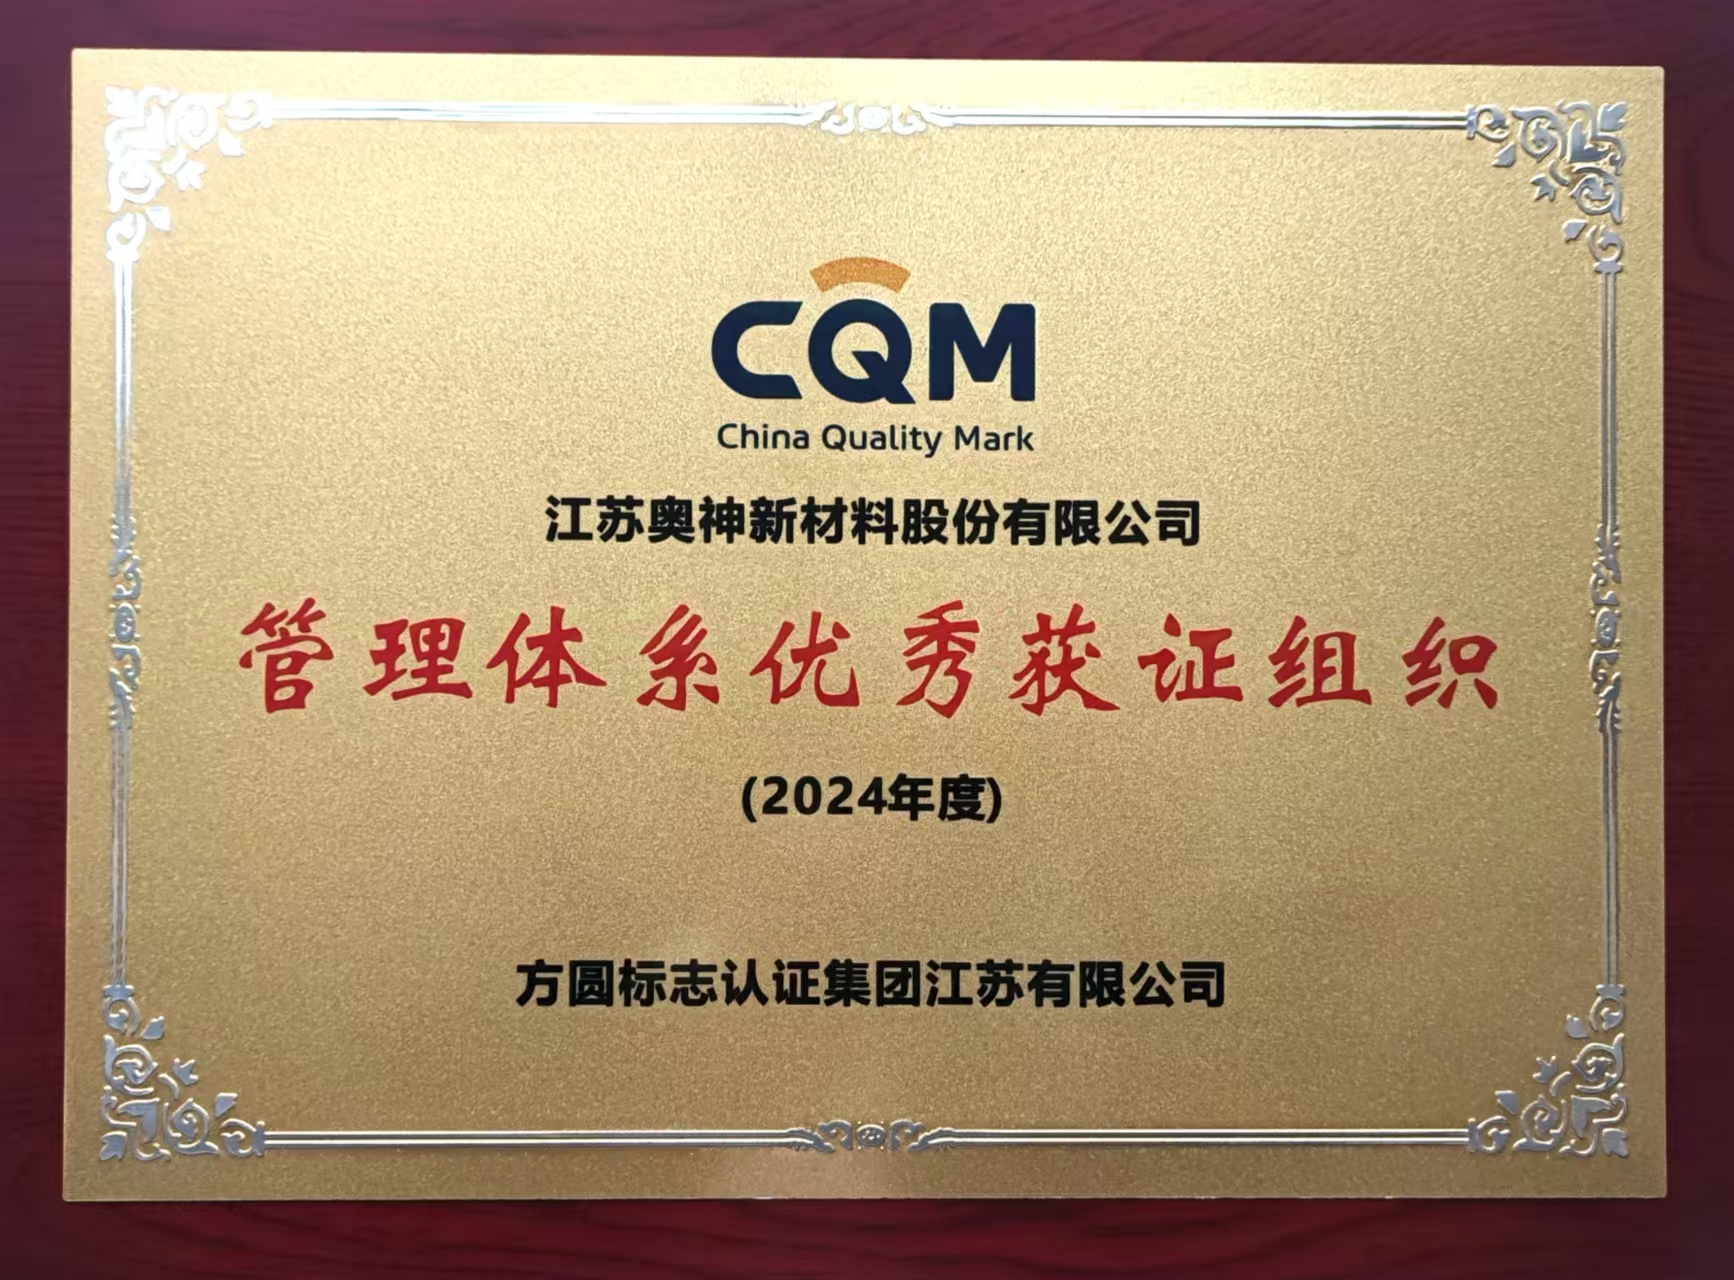 CQM
China Quality Mark
江苏奥神新材料股份有限公司
管理体系优秀获证组织
(2024年度)
方圆标志认证集团江苏有限公司